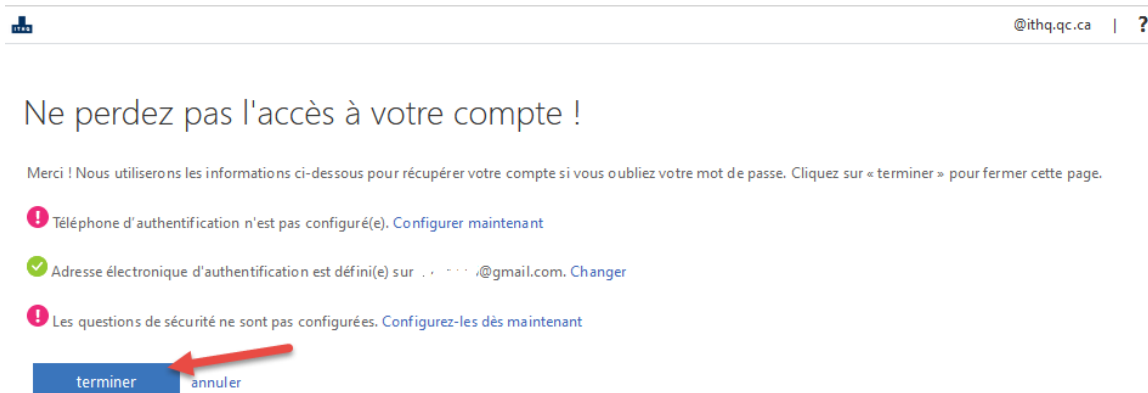 ITHQ
@ithq.qc.ca | ?
Ne perdez pas l'accès à votre compte !
Merci ! Nous utiliserons les informations ci-dessous pour récupérer votre compte si vous oubliez votre mot de passe. Cliquez sur « terminer » pour fermer cette page.
Téléphone d'authentification n'est pas configuré(e). Configurer maintenant
Adresse électronique d'authentification est défini(e) sur @gmail.com. Changer
Les questions de sécurité ne sont pas configurées. Configurez-les dès maintenant
terminer annuler